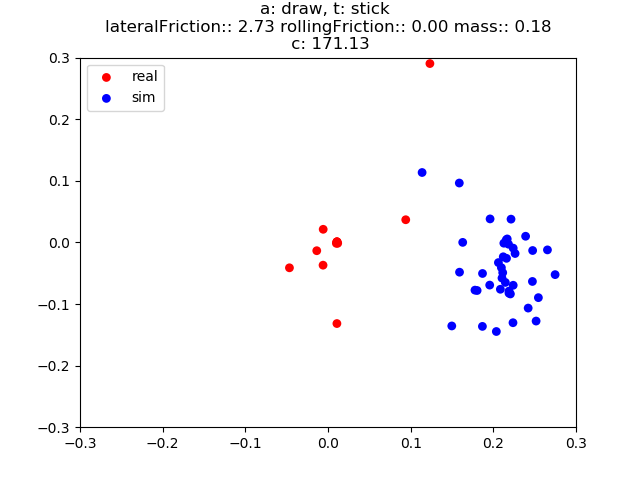 a: draw, t: stick
lateralFriction:: 2.73 rollingFriction:: 0.00 mass:: 0.18
c: 171.13
real
sim
0.3
0.2
0.1
0.0
−0.1
−0.2
−0.3
−0.3
−0.2
−0.1
0.0
0.1
0.2
0.3